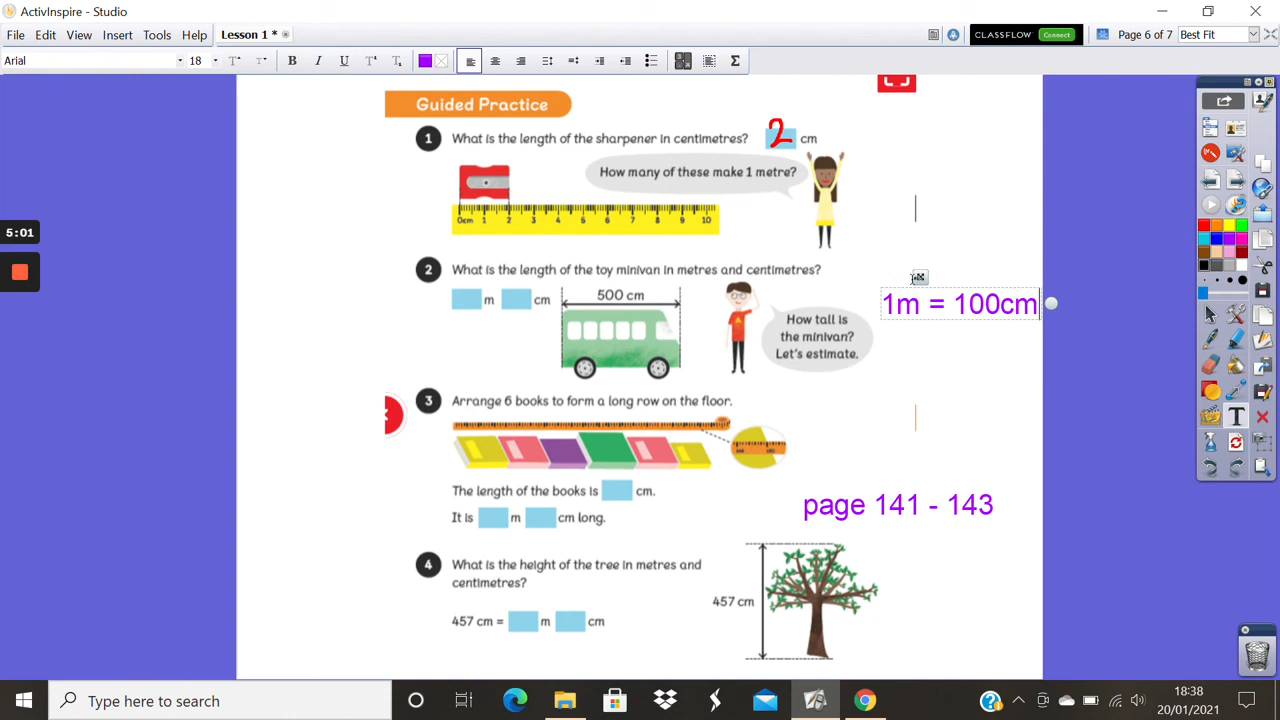 ActivInspire - Studio
File Edit View Insert Tools Help
Lesson 1 *
CLASSFLOW Connect
Page 6 of 7
Best Fit
Arial
18
Guided Practice
1 What is the length of the sharpener in centimetres? 2 cm
How many of these make 1 metre?
0cm 1 2 3 4 5 6 7 8 9 10
5:01
2 What is the length of the toy minivan in metres and centimetres?
m cm
500 cm
1m = 100cm
How tall is
the minivan?
Let's estimate.
3 Arrange 6 books to form a long row on the floor.
The length of the books is cm.
It is m cm long.
page 141 - 143
4 What is the height of the tree in metres and
centimetres?
457 cm
457 cm = m cm
Type here to search
18:38
20/01/2021